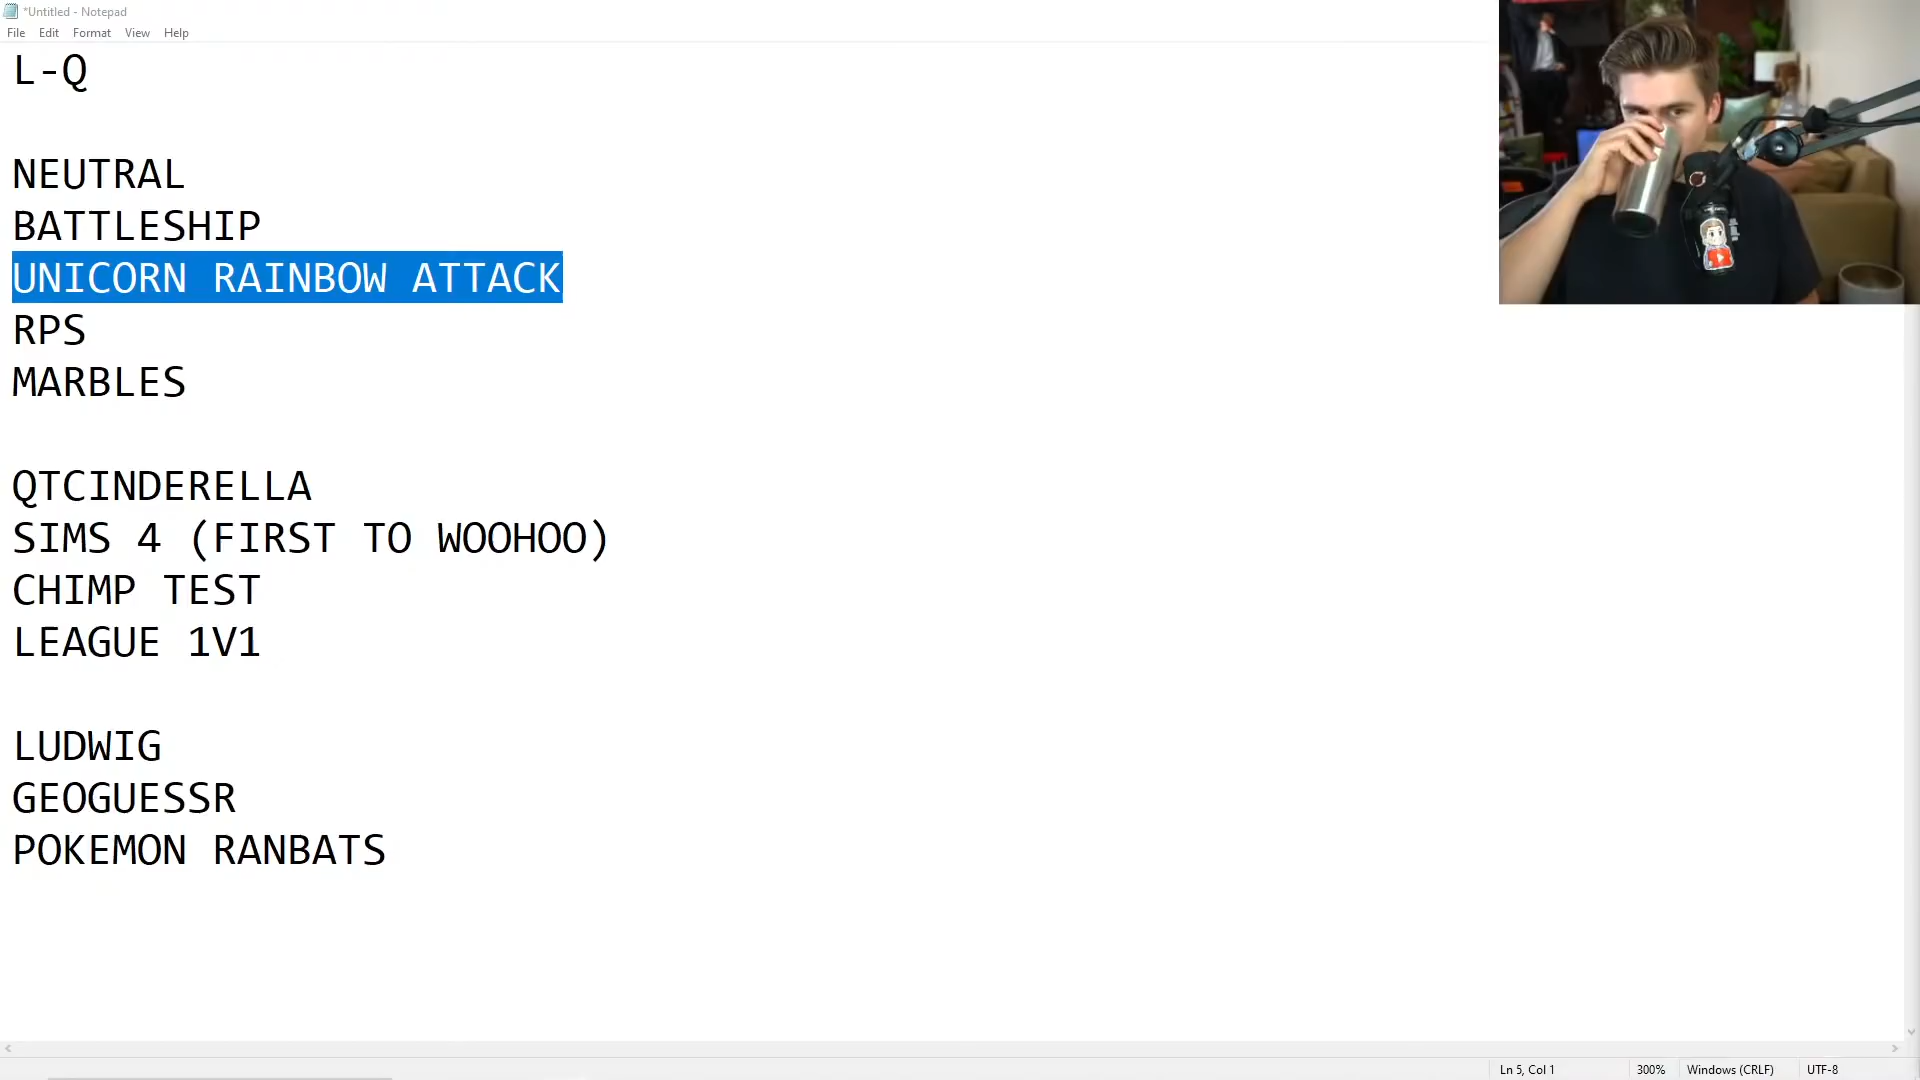 *Untitled - Notepad
File Edit Format View Help
L-Q
NEUTRAL
BATTLESHIP
UNICORN RAINBOW ATTACK
RPS
MARBLES
QTCINDERELLA
SIMS 4 (FIRST TO WOOHOO)
CHIMP TEST
LEAGUE 1V1
LUDWIG
GEOGUESSR
POKEMON RANBATS
Ln 5, Col 1 300% Windows (CRLF) UTF-8